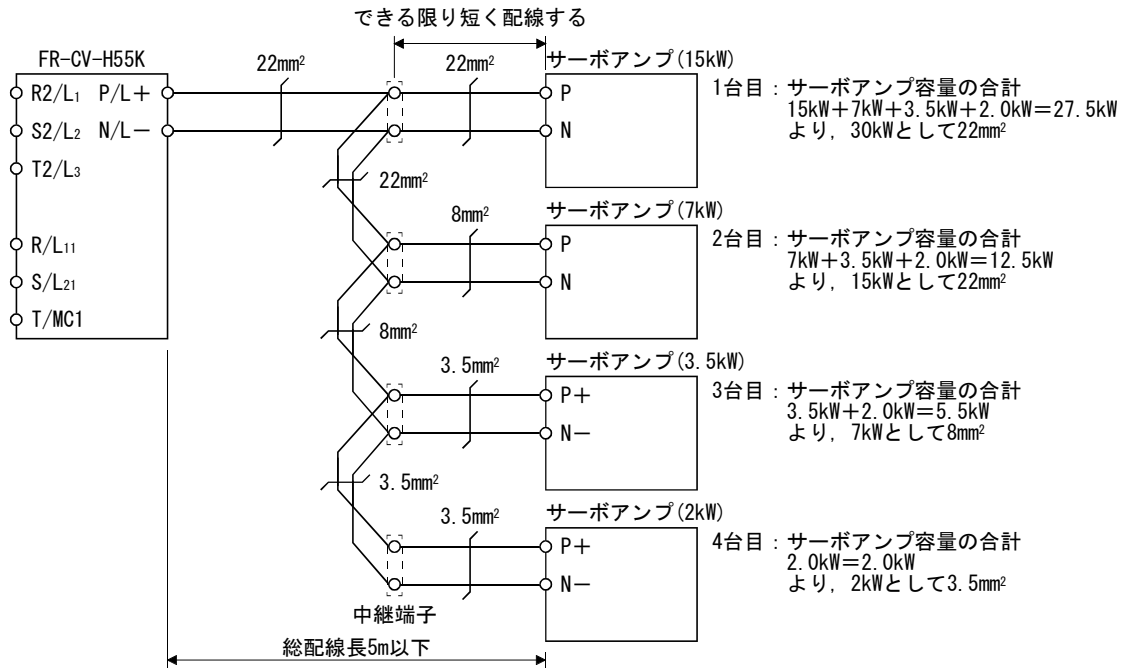 できる限り短く配線する
FR-CV-H55K
22mm²
22mm²
サーボアンプ(15kW)
R2/L₁ P/L+
S2/L₂ N/L−
T2/L₃
R/L₁₁
S/L₂₁
T/MC1
P
N
1台目：サーボアンプ容量の合計
15kW＋7kW＋3.5kW＋2.0kW＝27.5kW
より，30kWとして22mm²
22mm²
8mm²
サーボアンプ(7kW)
P
N
2台目：サーボアンプ容量の合計
7kW＋3.5kW＋2.0kW＝12.5kW
より，15kWとして22mm²
8mm²
3.5mm²
サーボアンプ(3.5kW)
P+
N−
3台目：サーボアンプ容量の合計
3.5kW＋2.0kW＝5.5kW
より，7kWとして8mm²
3.5mm²
3.5mm²
サーボアンプ(2kW)
P+
N−
4台目：サーボアンプ容量の合計
2.0kW＝2.0kW
より，2kWとして3.5mm²
中継端子
総配線長5m以下